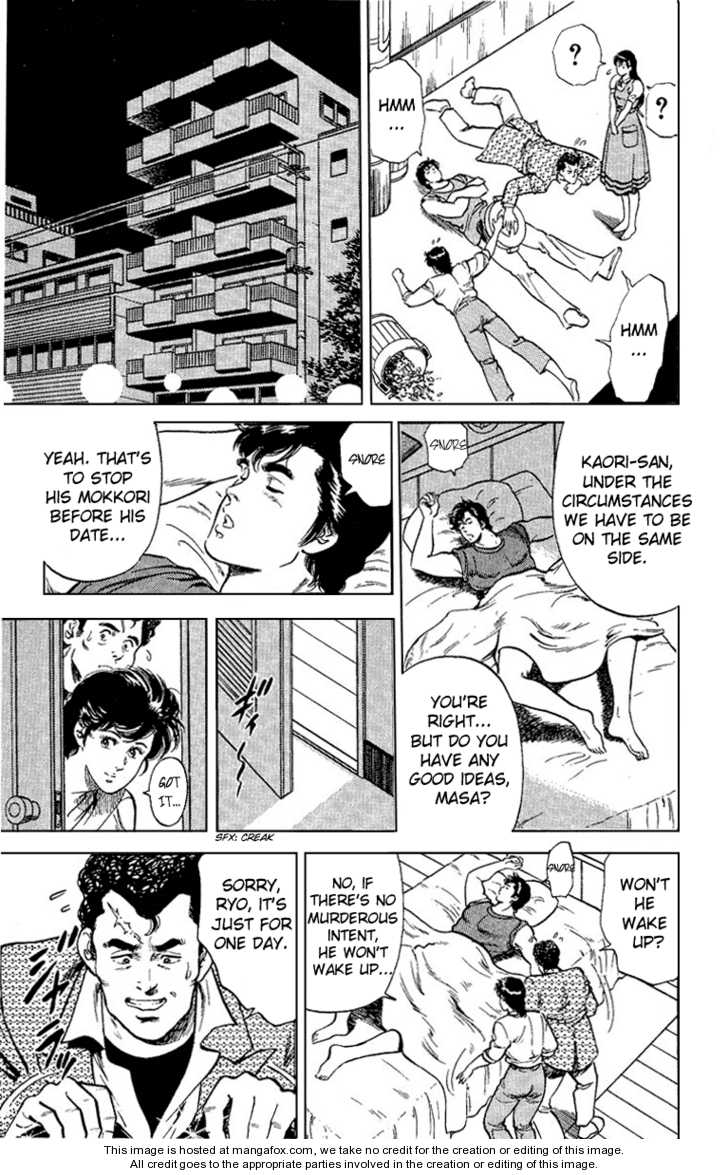 ?
?
HMM
...
HMM
...
KAORI-SAN,
UNDER THE
CIRCUMSTANCES
WE HAVE TO BE
ON THE SAME
SIDE.
SNORE
YOU'RE
RIGHT...
BUT DO YOU
HAVE ANY
GOOD IDEAS,
MASA?
SNORE
YEAH. THAT'S
TO STOP
HIS MOKKORI
BEFORE HIS
DATE...
SFX: CREAK
GOT
IT...
WON'T
HE
WAKE
UP?
SNORE
NO, IF
THERE'S NO
MURDEROUS
INTENT,
HE WON'T
WAKE UP...
SORRY,
RYO, IT'S
JUST FOR
ONE DAY.
This image is hosted at mangafox.com, we take no credit for the creation or editing of this image.
All credit goes to the appropriate parties involved in the creation or editing of this image.